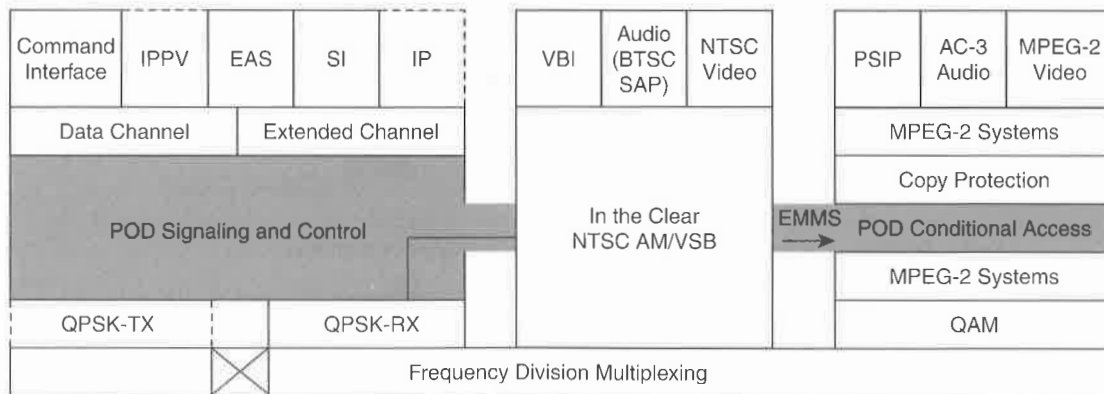 Command Interface
IPPV
EAS
SI
IP
VBI
Audio (BTSC SAP)
NTSC Video
PSIP
AC-3 Audio
MPEG-2 Video
Data Channel
Extended Channel
MPEG-2 Systems
Copy Protection
POD Signaling and Control
In the Clear
NTSC AM/VSB
EMMS
POD Conditional Access
MPEG-2 Systems
QPSK-TX
QPSK-RX
QAM
Frequency Division Multiplexing